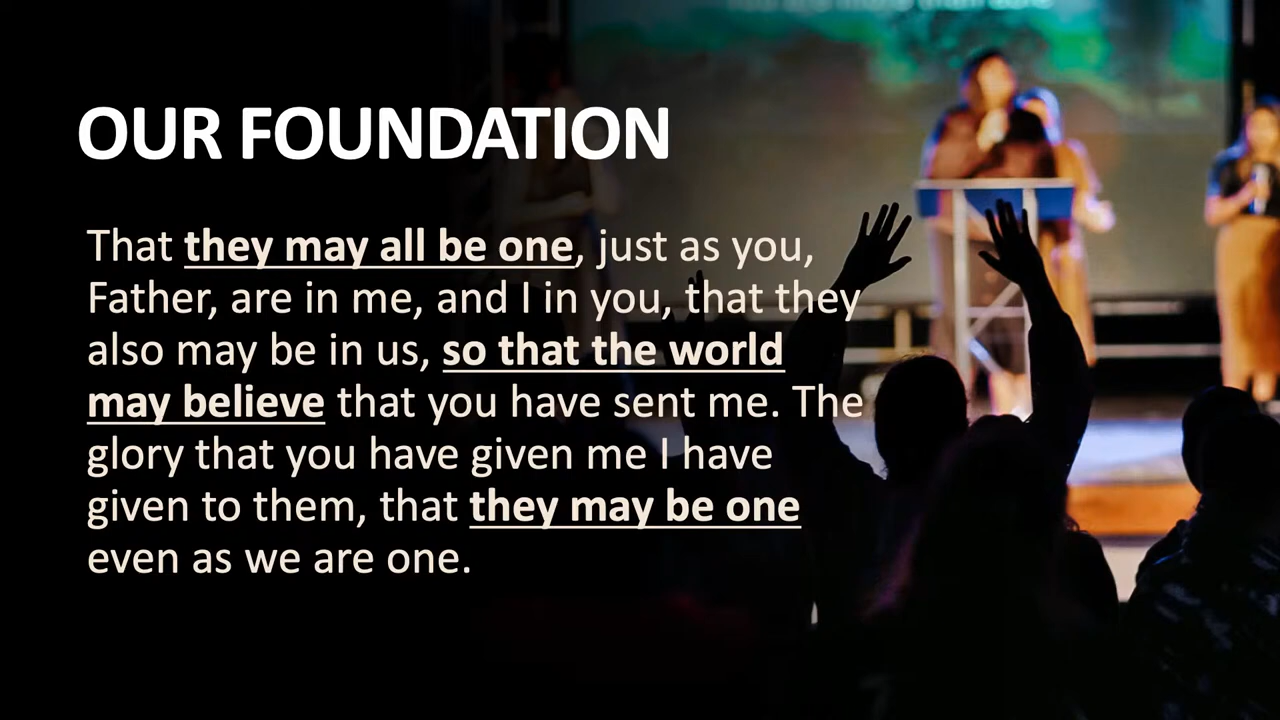 OUR FOUNDATION
That they may all be one, just as you,
Father, are in me, and I in you, that they
also may be in us, so that the world
may believe that you have sent me. The
glory that you have given me I have
given to them, that they may be one
even as we are one.